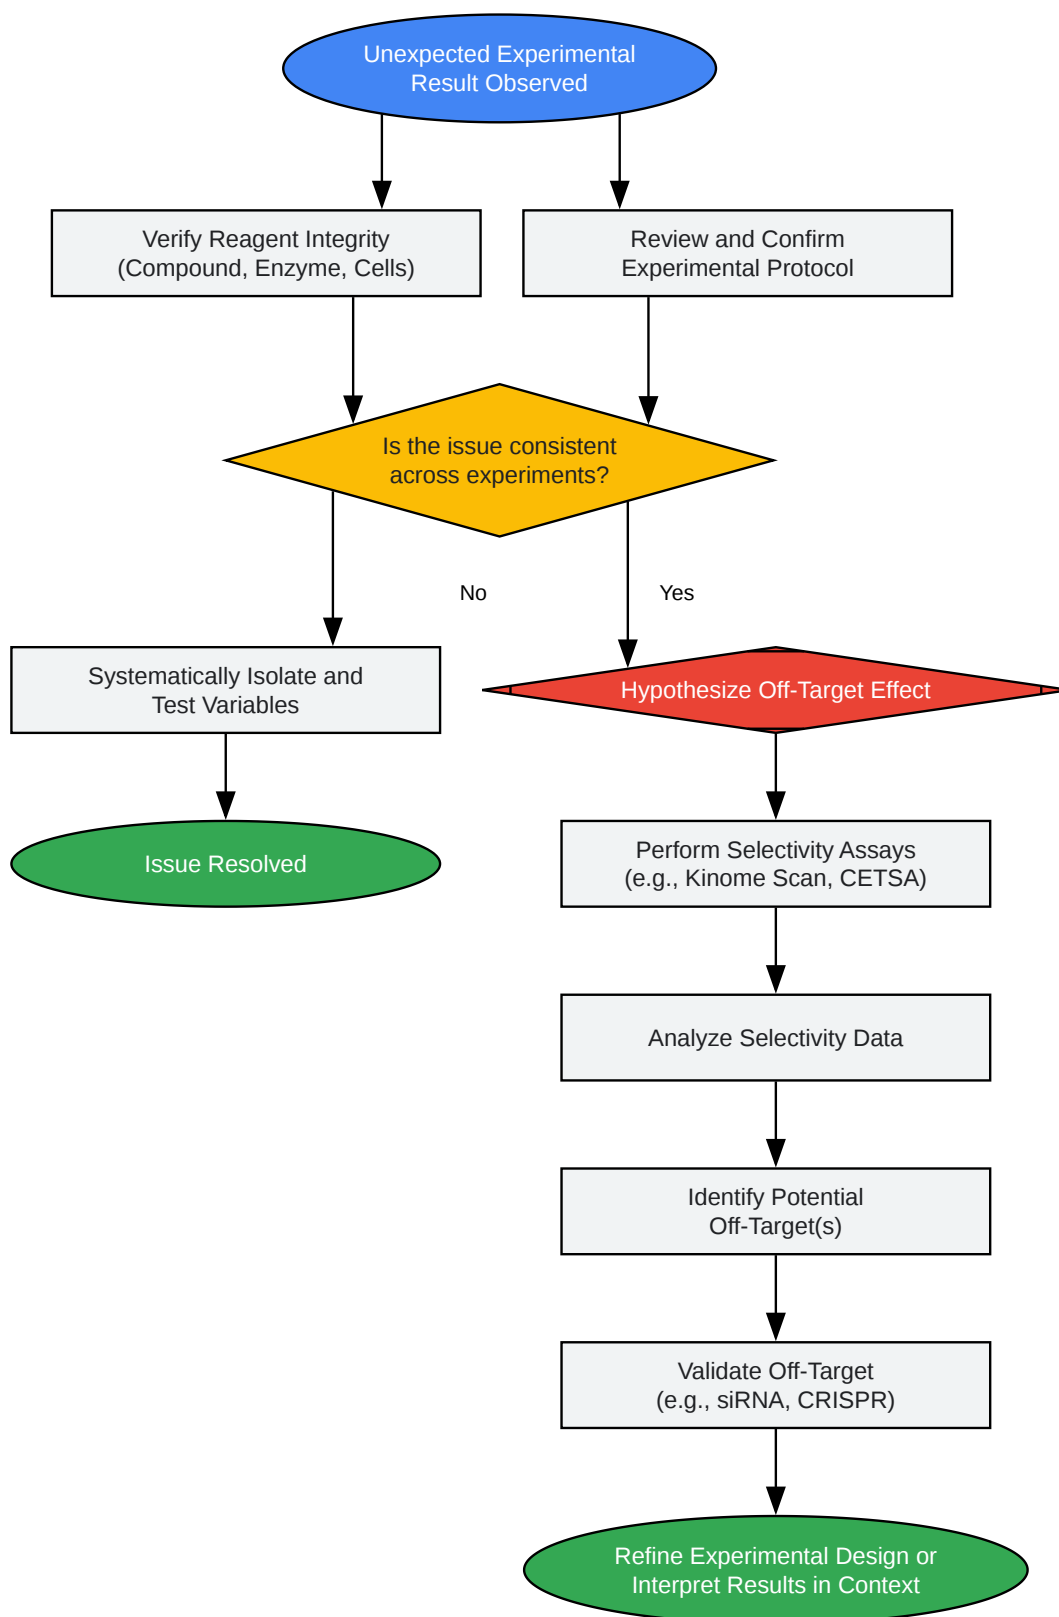 Unexpected Experimental
Result Observed
Verify Reagent Integrity
(Compound, Enzyme, Cells)
Review and Confirm
Experimental Protocol
Is the issue consistent
across experiments?
No
Yes
Systematically Isolate and
Test Variables
Hypothesize Off-Target Effect
Issue Resolved
Perform Selectivity Assays
(e.g., Kinome Scan, CETSA)
Analyze Selectivity Data
Identify Potential
Off-Target(s)
Validate Off-Target
(e.g., siRNA, CRISPR)
Refine Experimental Design or
Interpret Results in Context